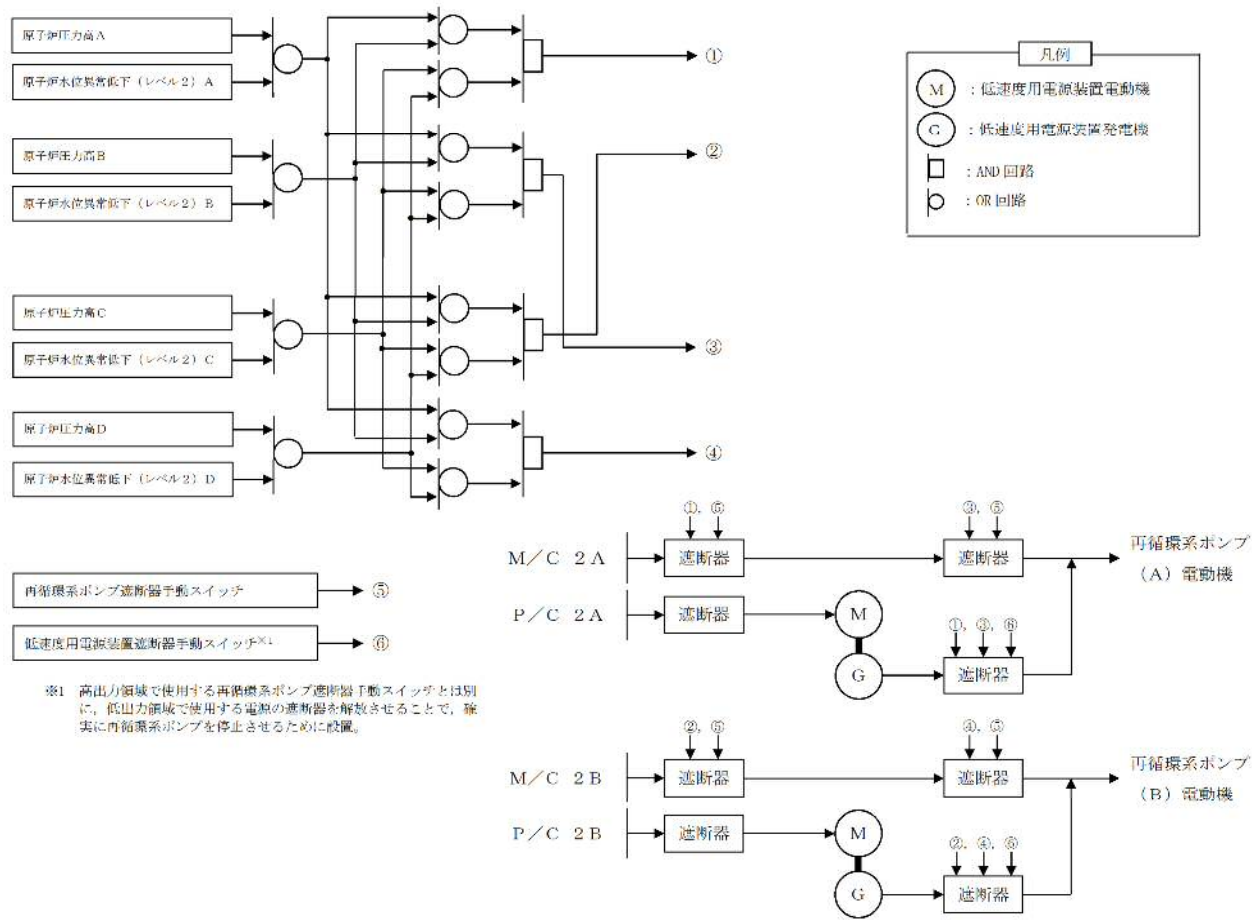 原子炉圧力高A
原子炉水位異常低下（レベル2）A
原子炉圧力高B
原子炉水位異常低下（レベル2）B
原子炉圧力高C
原子炉水位異常低下（レベル2）C
原子炉圧力高D
原子炉水位異常低下（レベル2）D
①
②
③
④
凡例
M ：低速度用電源装置電動機
G ：低速度用電源装置発電機
：AND回路
：OR回路
再循環系ポンプ遮断器手動スイッチ ⑤
低速度用電源装置遮断器手動スイッチ※1 ⑥
※1 高出力領域で使用する再循環系ポンプ遮断器手動スイッチとは別
に，低出力領域で使用する電源の遮断器を解放させることで，確
実に再循環系ポンプを停止させるために設置。
①，⑤ ③，⑤
M／C 2A 遮断器 遮断器 再循環系ポンプ
（A）電動機
P／C 2A 遮断器 M
①，③，⑥
G 遮断器
②，⑤ ④，⑤
M／C 2B 遮断器 遮断器 再循環系ポンプ
（B）電動機
P／C 2B 遮断器 M
②，④，⑥
G 遮断器